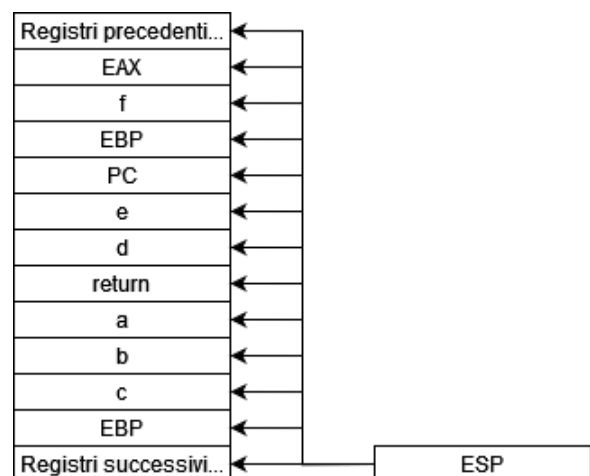 Registri precedenti...
EAX
f
EBP
PC
e
d
return
a
b
c
EBP
Registri successivi...
ESP